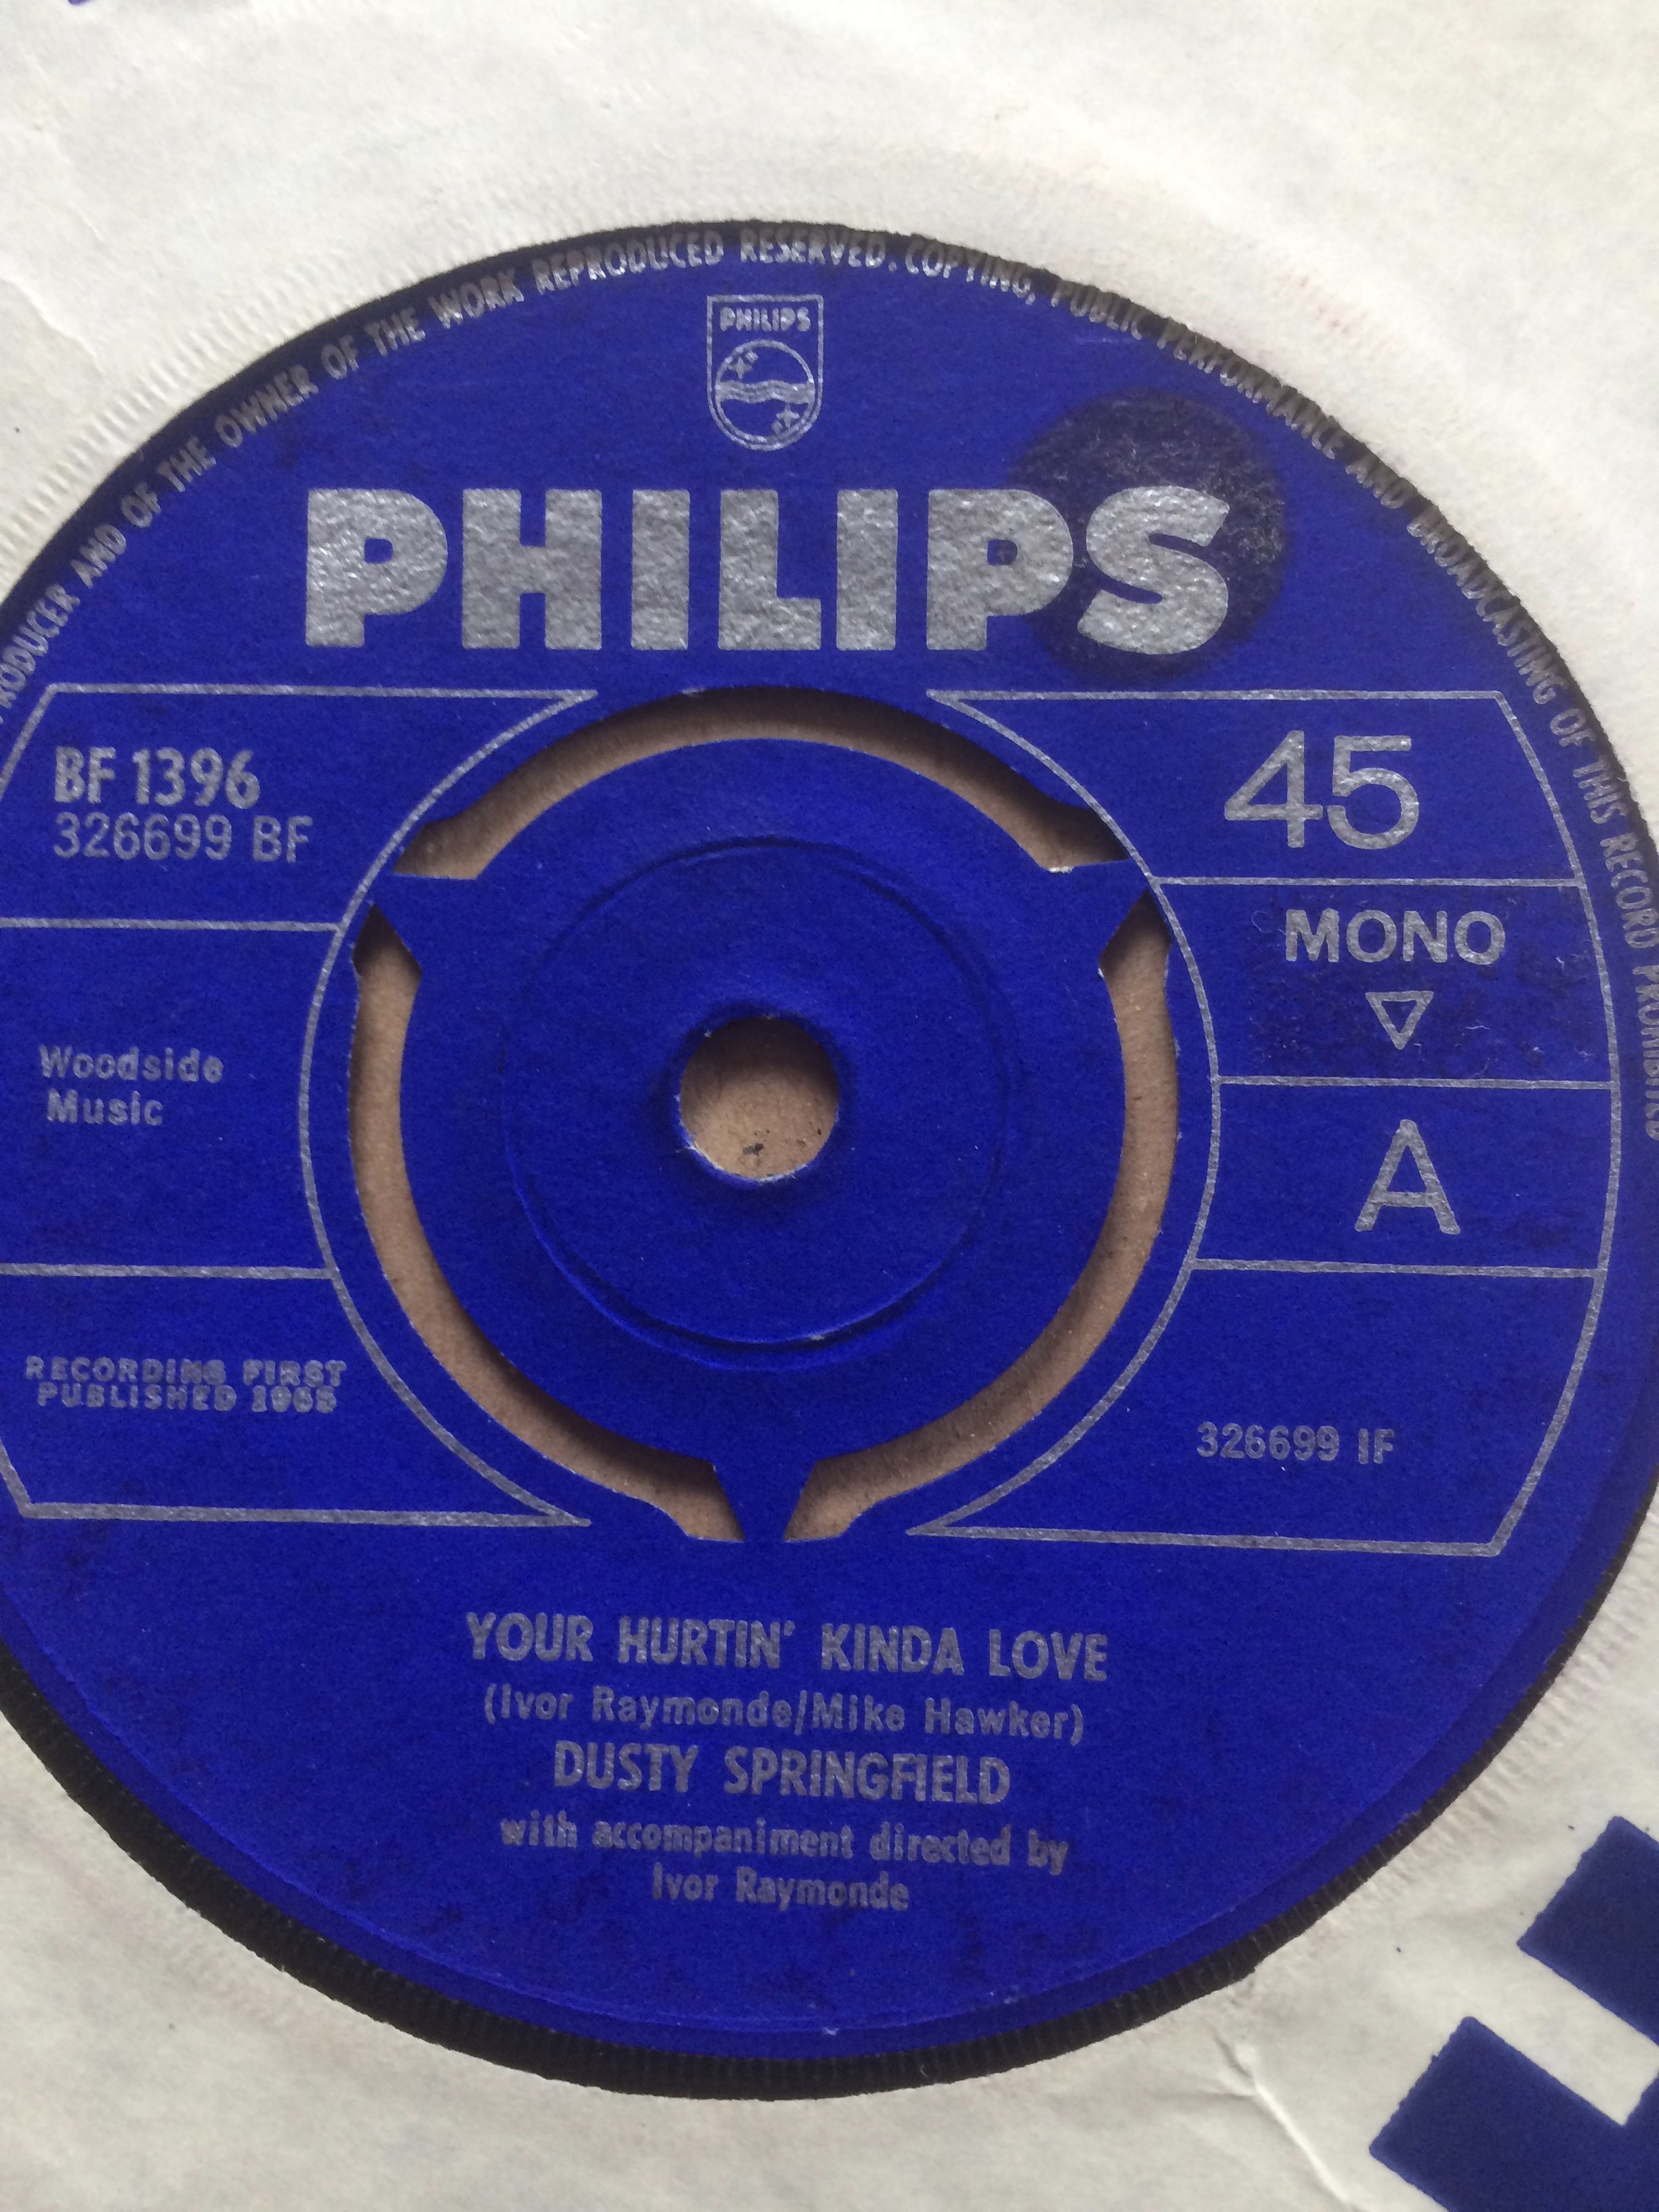 PRODUCER AND OF THE OWNER OF THE WORK REPRODUCED RESERVED. COPYING, PUBLIC PERFORMANCE AND BROADCASTING OF THIS RECORD PROHIBITED
PHILIPS
PHILIPS
BF 1396
326699 BF
45
MONO
Woodside
Music
A
RECORDING FIRST
PUBLISHED 1965
326699 1F
YOUR HURTIN' KINDA LOVE
(Ivor Raymonde/Mike Hawker)
DUSTY SPRINGFIELD
with accompaniment directed by
Ivor Raymonde